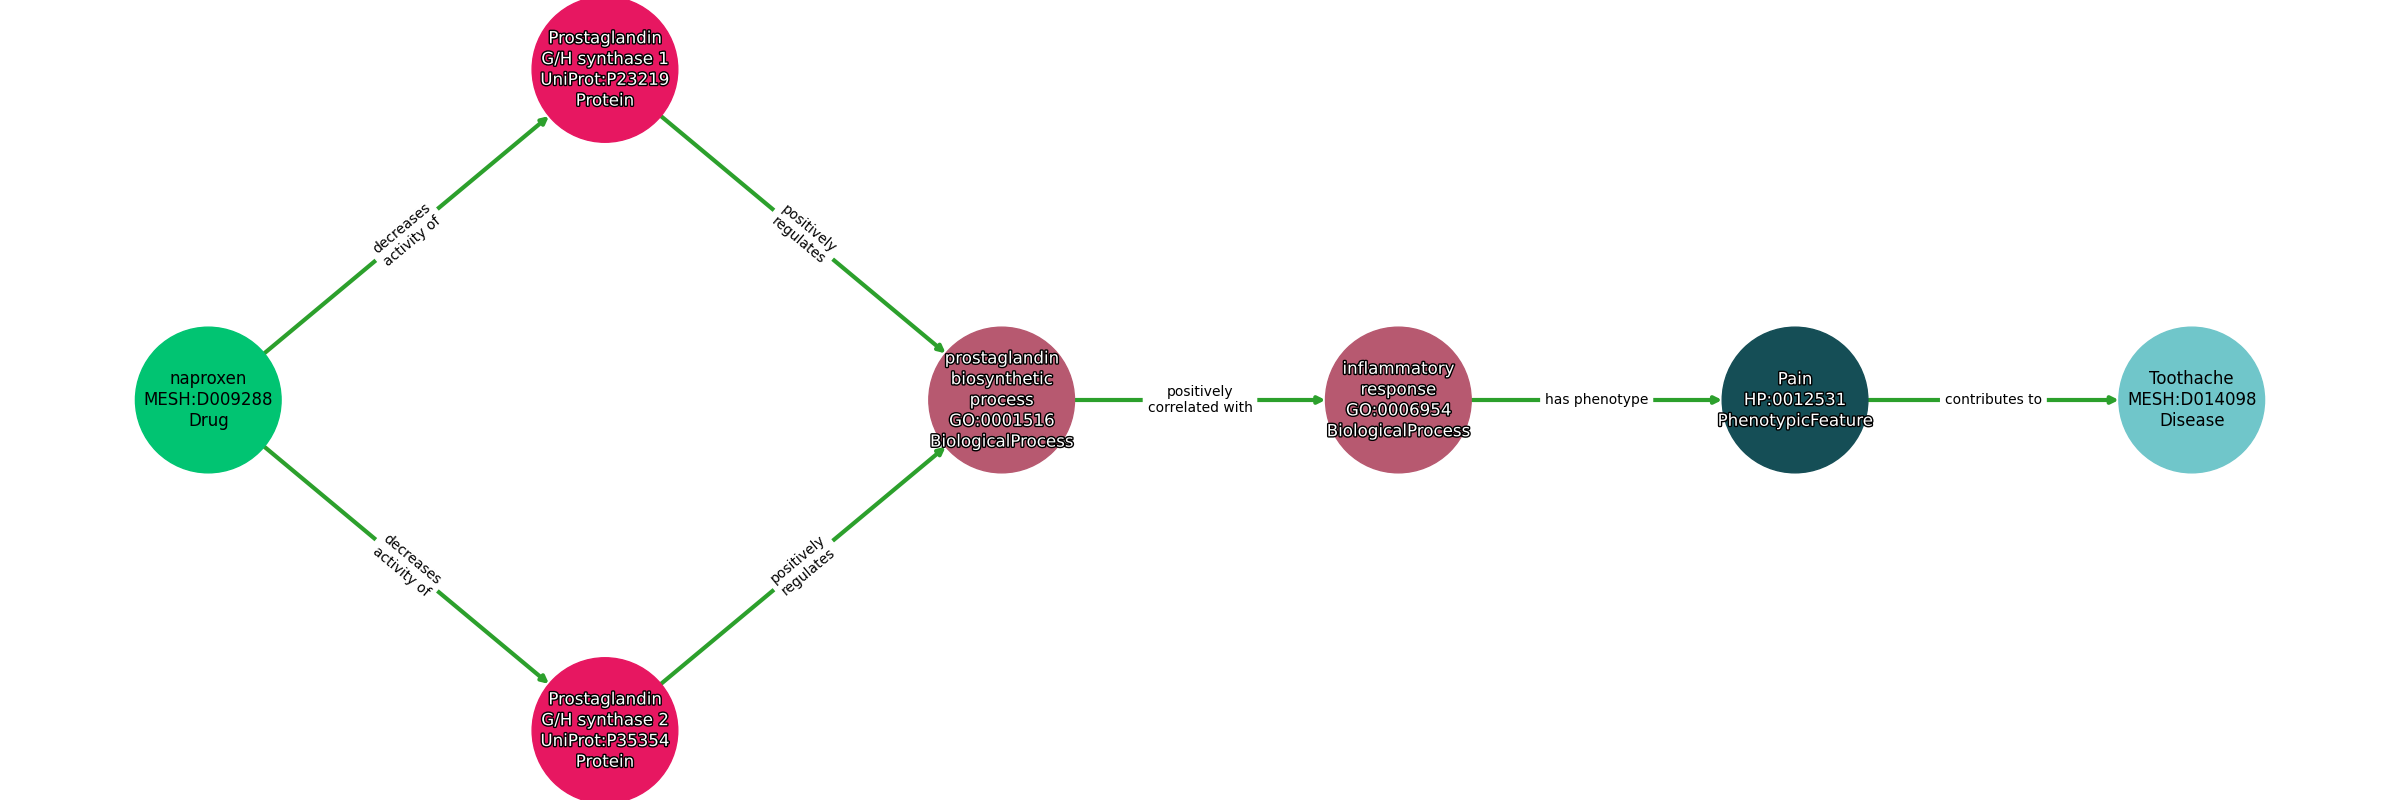 Prostaglandin
G/H synthase 1
UniProt:P23219
Protein
decreases
activity of
positively
regulates
naproxen
MESH:D009288
Drug
prostaglandin
biosynthetic
process
GO:0001516
BiologicalProcess
positively
correlated with
inflammatory
response
GO:0006954
BiologicalProcess
has phenotype
Pain
HP:0012531
PhenotypicFeature
contributes to
Toothache
MESH:D014098
Disease
decreases
activity of
positively
regulates
Prostaglandin
G/H synthase 2
UniProt:P35354
Protein